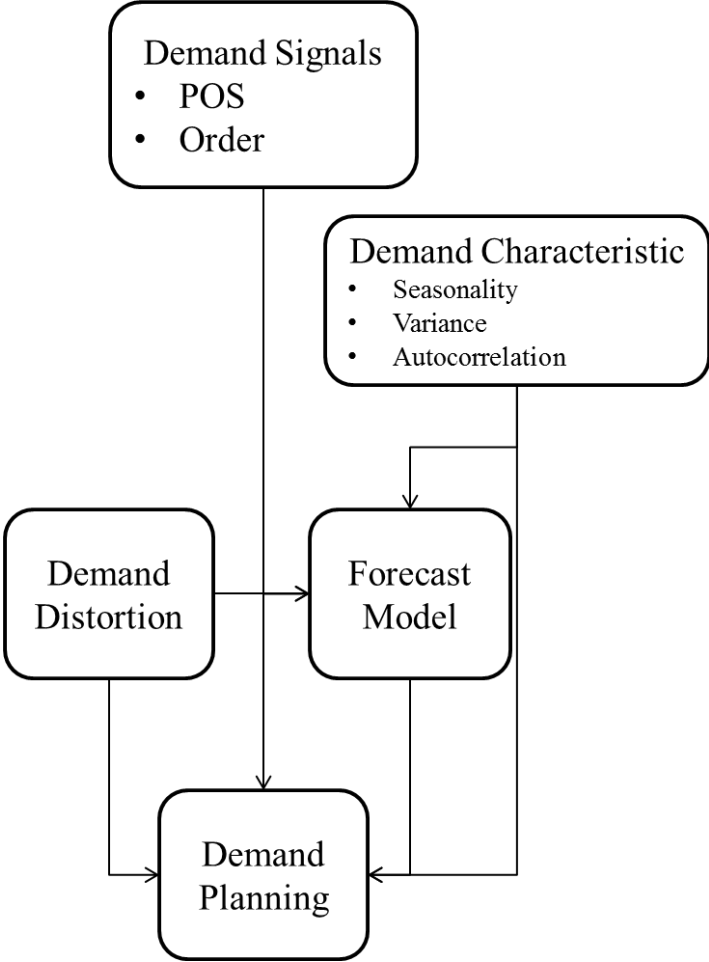 Demand Signals
• POS
• Order
Demand Characteristic
• Seasonality
• Variance
• Autocorrelation
Demand
Distortion
Forecast
Model
Demand
Planning